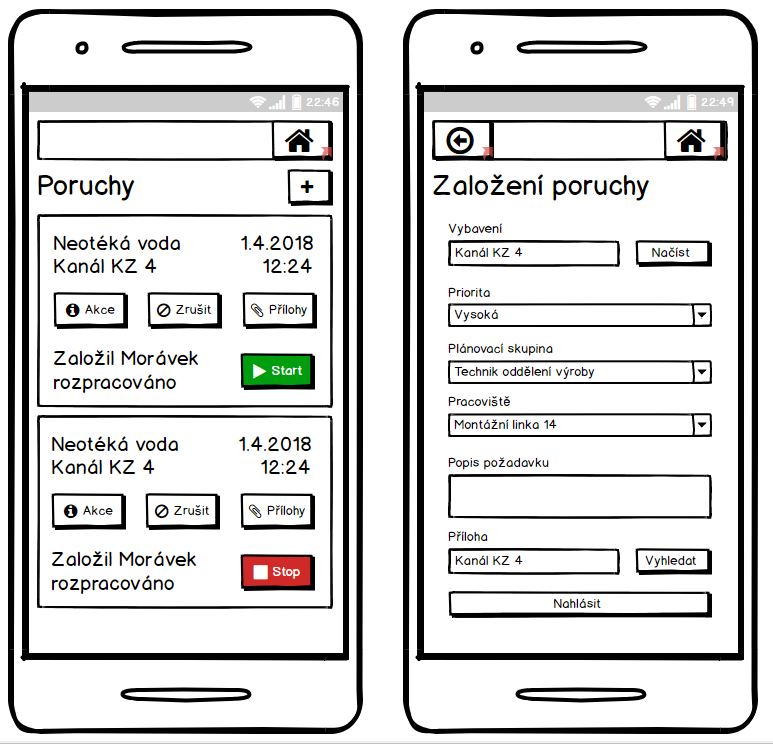 22:46
Poruchy
+
Neotéká voda 1.4.2018
Kanál KZ 4 12:24
Akce Zrušit Přílohy
Založil Morávek
rozpracováno
Start
Neotéká voda 1.4.2018
Kanál KZ 4 12:24
Akce Zrušit Přílohy
Založil Morávek
rozpracováno
Stop
22:49
Založení poruchy
Vybavení
Kanál KZ 4 Načíst
Priorita
Vysoká
Plánovací skupina
Technik oddělení výroby
Pracoviště
Montážní linka 14
Popis požadavku
Příloha
Kanál KZ 4 Vyhledat
Nahlásit